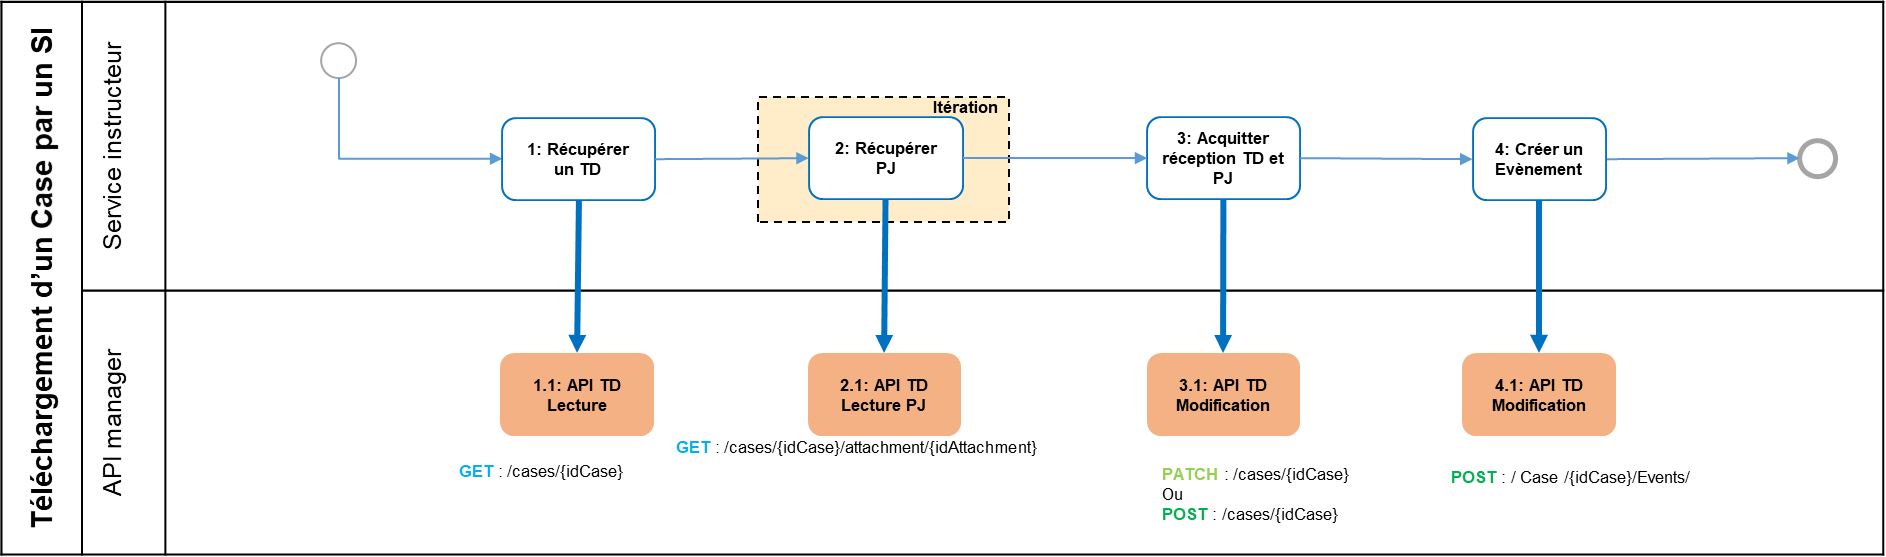 Téléchargement d’un Case par un SI
Service instructeur
Itération
1: Récupérer
un TD
2: Récupérer
PJ
3: Acquitter
réception TD et
PJ
4: Créer un
Evènement
API manager
1.1: API TD
Lecture
2.1: API TD
Lecture PJ
3.1: API TD
Modification
4.1: API TD
Modification
GET : /cases/{idCase}
GET : /cases/{idCase}/attachment/{idAttachment}
PATCH : /cases/{idCase}
Ou
POST : /cases/{idCase}
POST : / Case /{idCase}/Events/